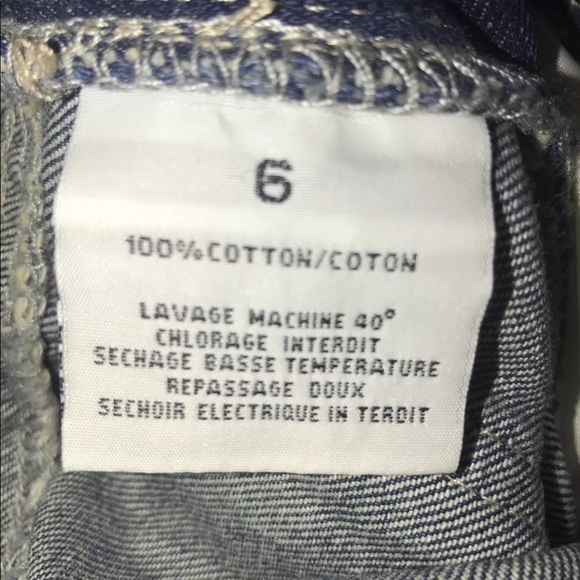 6
100%COTTON/COTON
LAVAGE MACHINE 40°
CHLORAGE INTERDIT
SECHAGE BASSE TEMPERATURE
REPASSAGE DOUX
SECHOIR ELECTRIQUE IN TERDIT